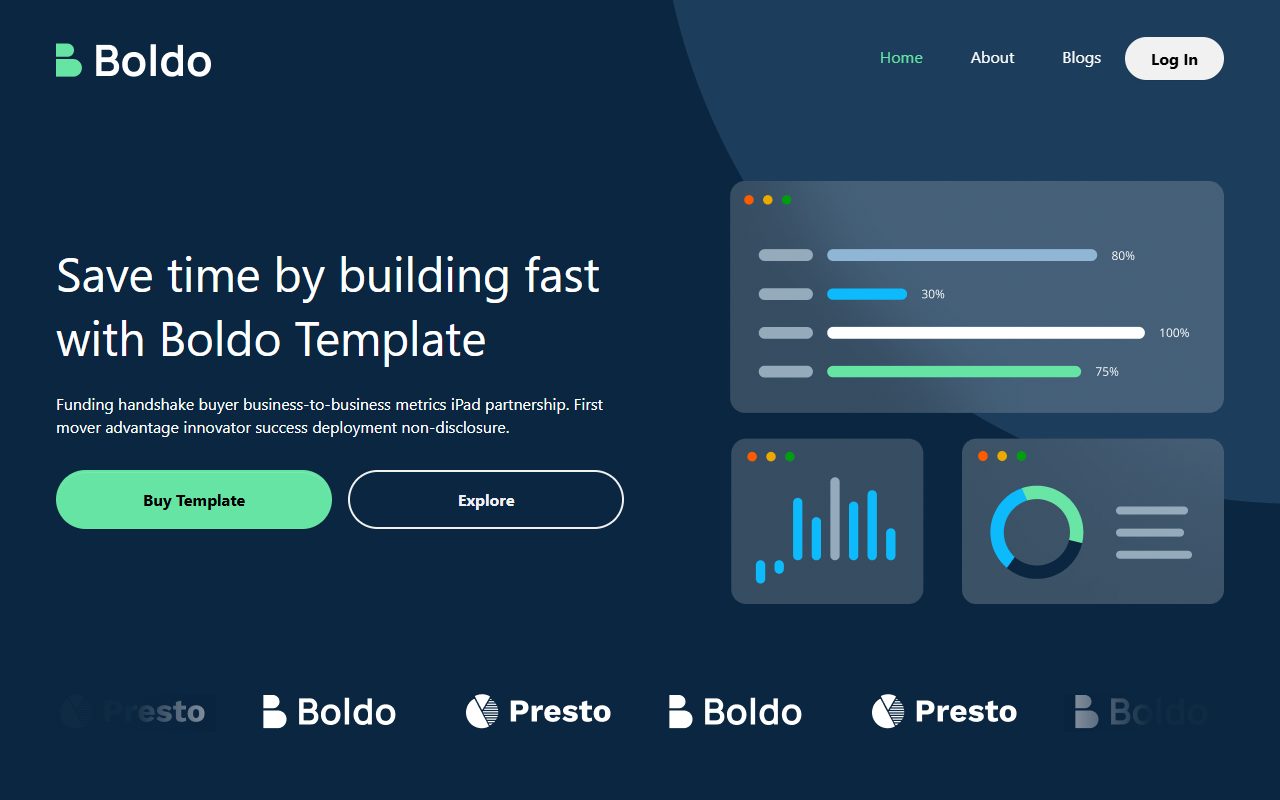 Boldo
Home About Blogs Log In
80%
30%
100%
75%
Save time by building fast
with Boldo Template
Funding handshake buyer business-to-business metrics iPad partnership. First
mover advantage innovator success deployment non-disclosure.
Buy Template Explore
Presto Boldo Presto Boldo Presto Boldo